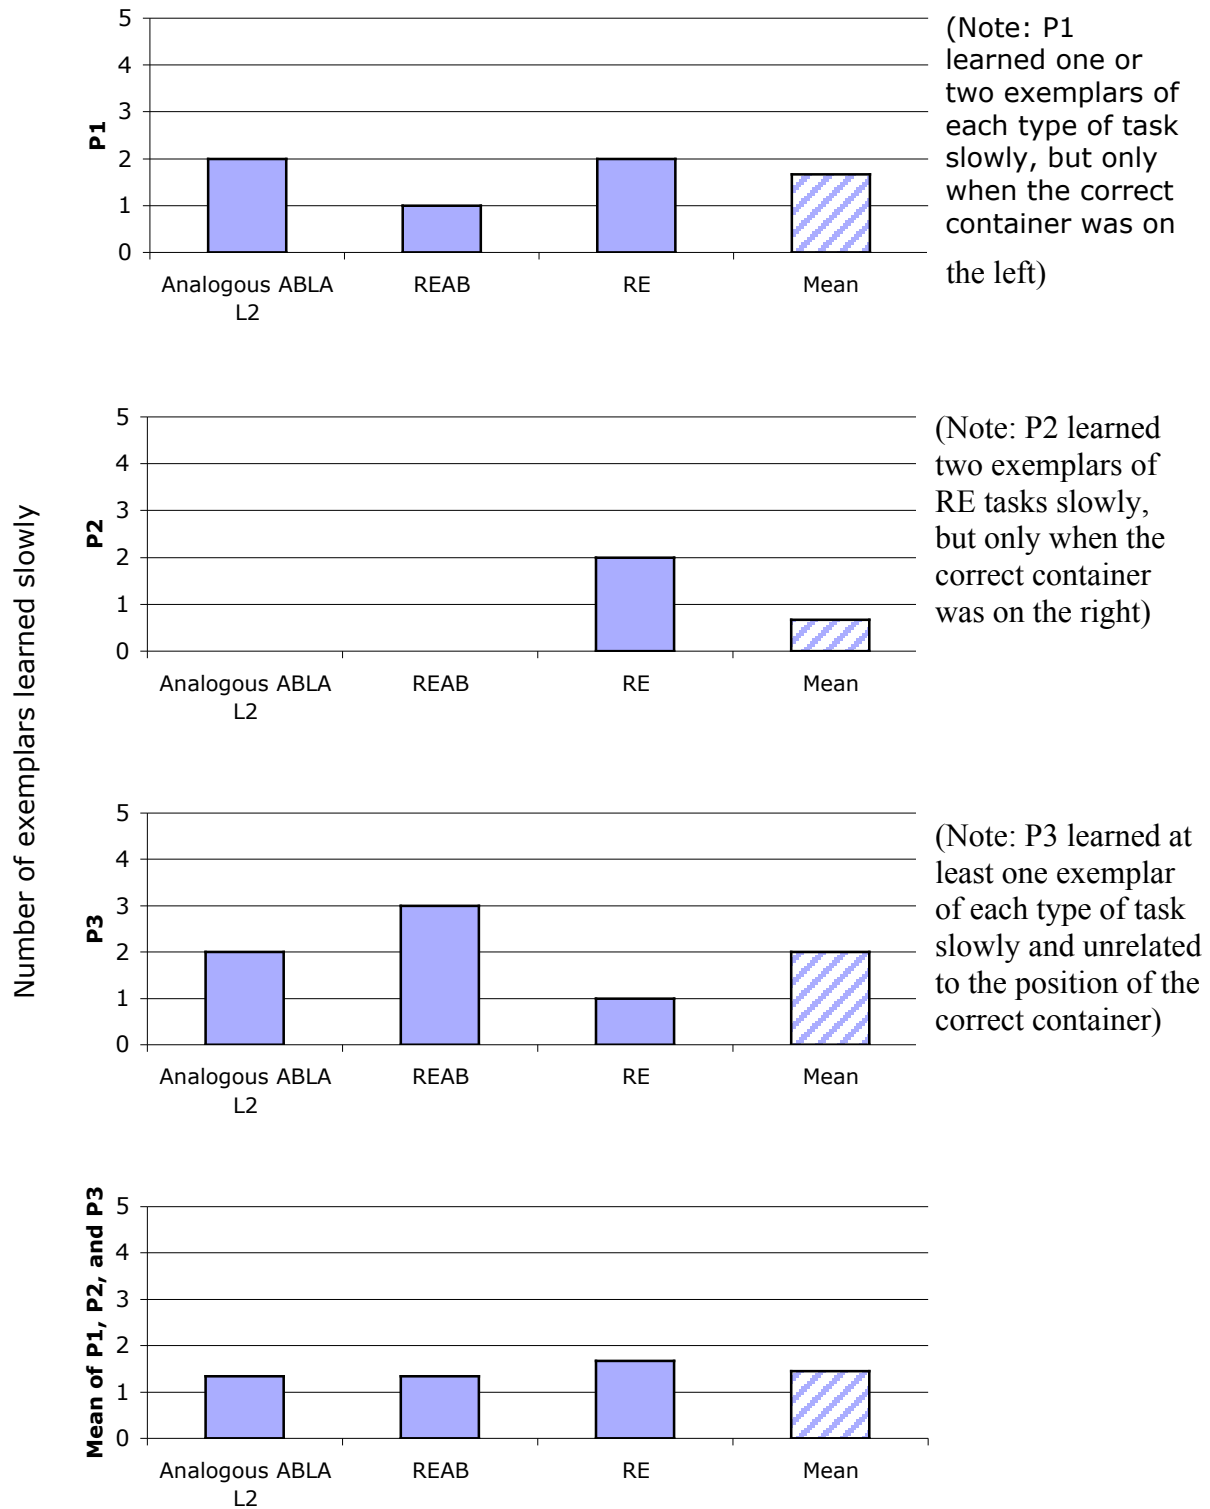 Number of exemplars learned slowly
P1
5
4
3
2
1
0
Analogous ABLA
L2
REAB
RE
Mean
(Note: P1
learned one or
two exemplars of
each type of task
slowly, but only
when the correct
container was on
the left)
P2
5
4
3
2
1
0
Analogous ABLA
L2
REAB
RE
Mean
(Note: P2 learned
two exemplars of
RE tasks slowly,
but only when the
correct container
was on the right)
P3
5
4
3
2
1
0
Analogous ABLA
L2
REAB
RE
Mean
(Note: P3 learned at
least one exemplar
of each type of task
slowly and unrelated
to the position of the
correct container)
Mean of P1, P2, and P3
5
4
3
2
1
0
Analogous ABLA
L2
REAB
RE
Mean